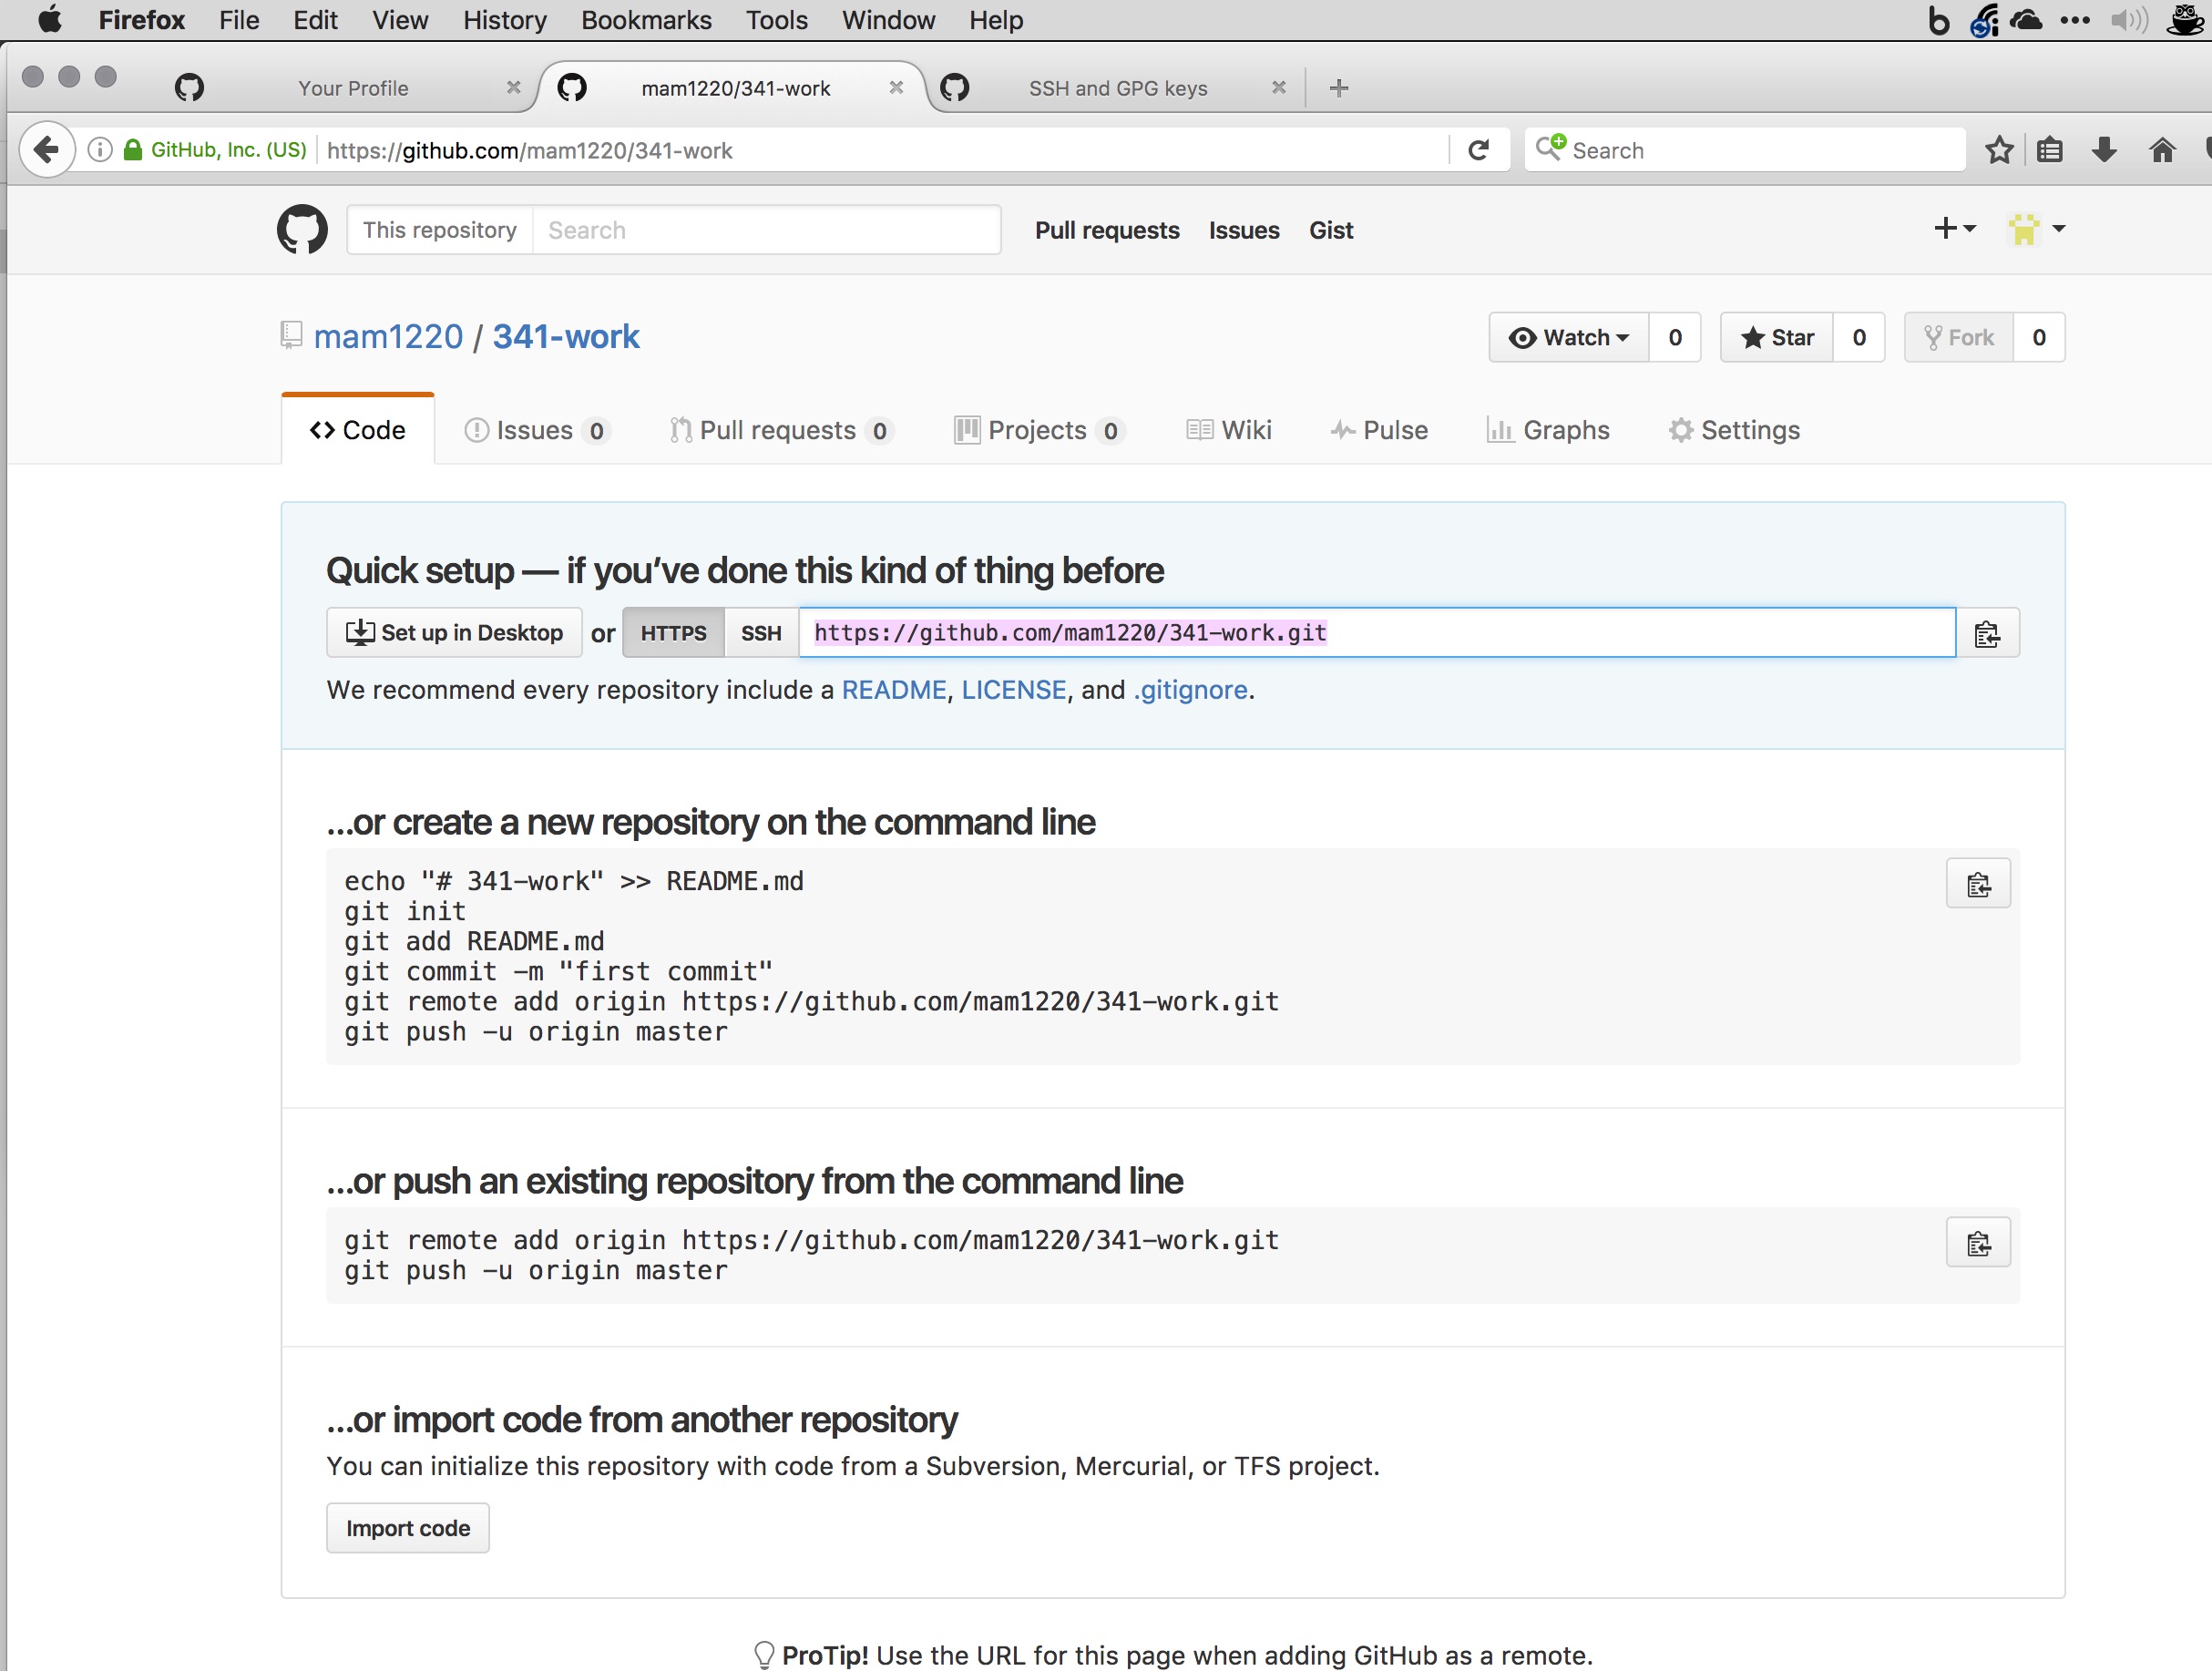 Firefox File Edit View History Bookmarks Tools Window Help
Your Profile mam1220/341-work SSH and GPG keys
GitHub, Inc. (US) https://github.com/mam1220/341-work Search
This repository Search Pull requests Issues Gist
mam1220 / 341-work Watch 0 Star 0 Fork 0
Code Issues 0 Pull requests 0 Projects 0 Wiki Pulse Graphs Settings
Quick setup — if you’ve done this kind of thing before
Set up in Desktop or HTTPS SSH https://github.com/mam1220/341-work.git
We recommend every repository include a README, LICENSE, and .gitignore.
…or create a new repository on the command line
echo "# 341-work" >> README.md
git init
git add README.md
git commit -m "first commit"
git remote add origin https://github.com/mam1220/341-work.git
git push -u origin master
…or push an existing repository from the command line
git remote add origin https://github.com/mam1220/341-work.git
git push -u origin master
…or import code from another repository
You can initialize this repository with code from a Subversion, Mercurial, or TFS project.
Import code
ProTip! Use the URL for this page when adding GitHub as a remote.